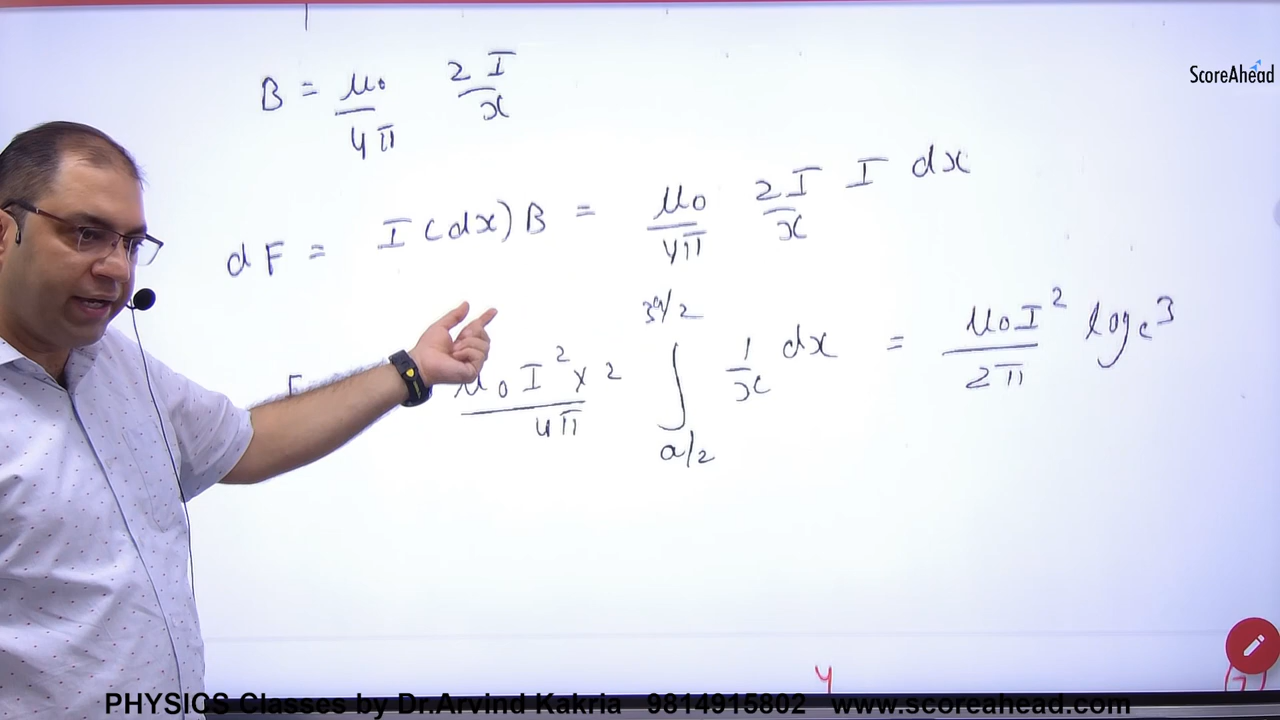 ScoreAhead
B = μ₀/4π 2I/x
dF = I(dx)B = μ₀/4π 2I/x I dx
F μ₀I²×2/4π ∫_{a/2}^{3a/2} 1/x dx = μ₀I²/2π logₑ3
4
PHYSICS Classes by Dr.Arvind Kakria 9814915802 www.scoreahead.com